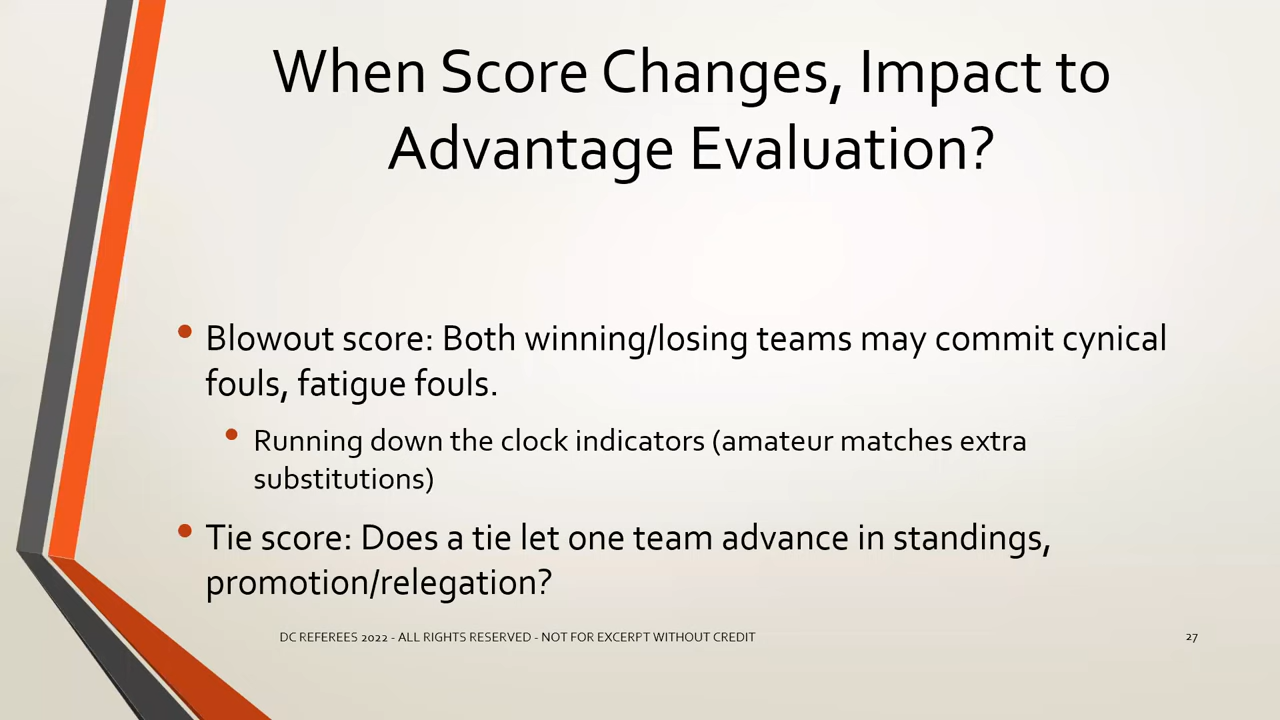 When Score Changes, Impact to
Advantage Evaluation?
• Blowout score: Both winning/losing teams may commit cynical
fouls, fatigue fouls.
• Running down the clock indicators (amateur matches extra
substitutions)
• Tie score: Does a tie let one team advance in standings,
promotion/relegation?
DC REFEREES 2022 - ALL RIGHTS RESERVED - NOT FOR EXCERPT WITHOUT CREDIT
27